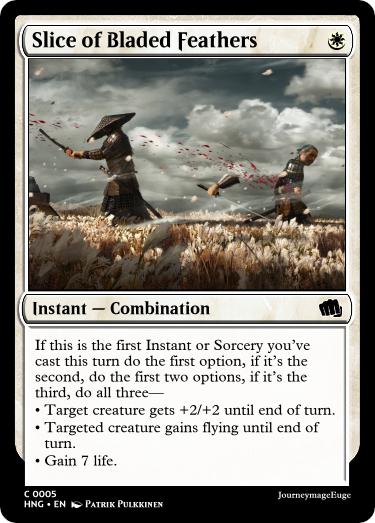 Slice of Bladed Feathers
Instant — Combination
If this is the first Instant or Sorcery you've
cast this turn do the first option, if it's the
second, do the first two options, if it's the
third, do all three—
• Target creature gets +2/+2 until end of turn.
• Targeted creature gains flying until end of
turn.
• Gain 7 life.
C 0005
HNG • EN Patrik Pulkkinen
JourneymageEuge